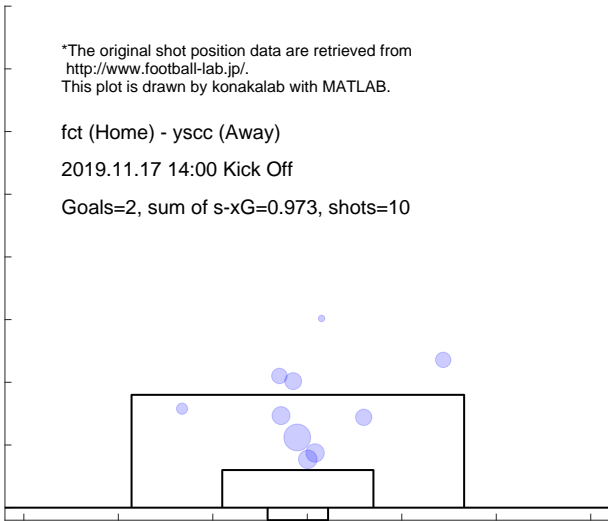 *The original shot position data are retrieved from
http://www.football-lab.jp/.
This plot is drawn by konakalab with MATLAB.
fct (Home) - yscc (Away)
2019.11.17 14:00 Kick Off
Goals=2, sum of s-xG=0.973, shots=10